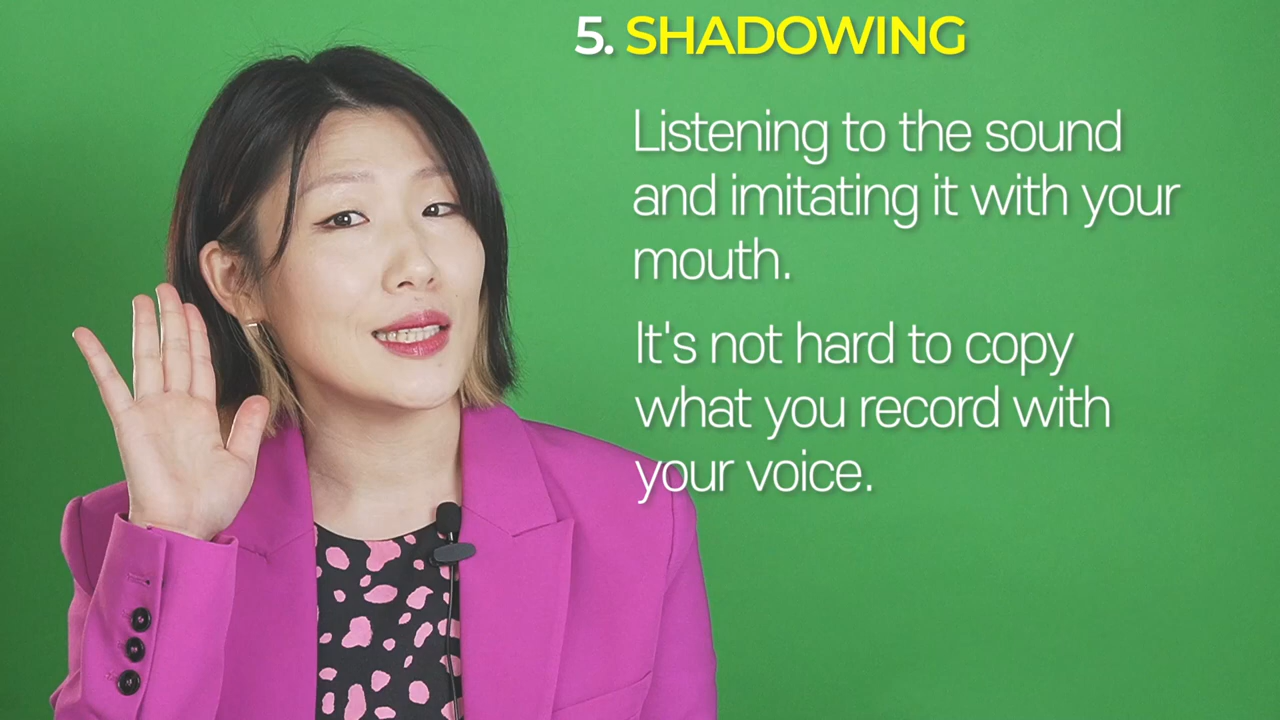 5. SHADOWING
Listening to the sound
and imitating it with your
mouth.
It's not hard to copy
what you record with
your voice.